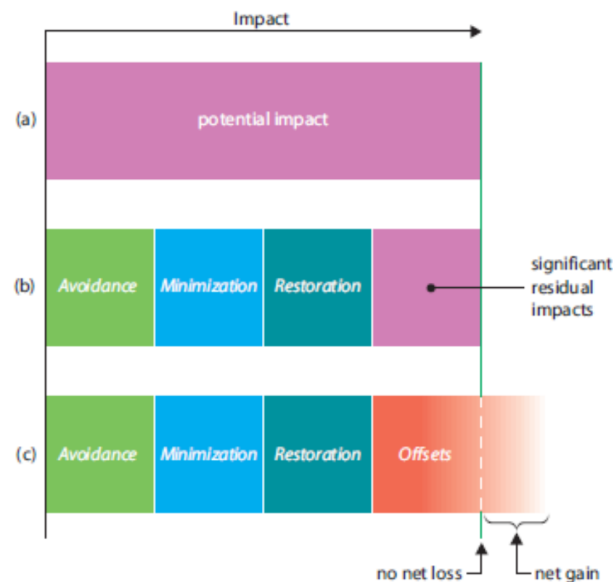 Impact
(a)
potential impact
(b)
Avoidance
Minimization
Restoration
significant
residual
impacts
(c)
Avoidance
Minimization
Restoration
Offsets
no net loss
net gain